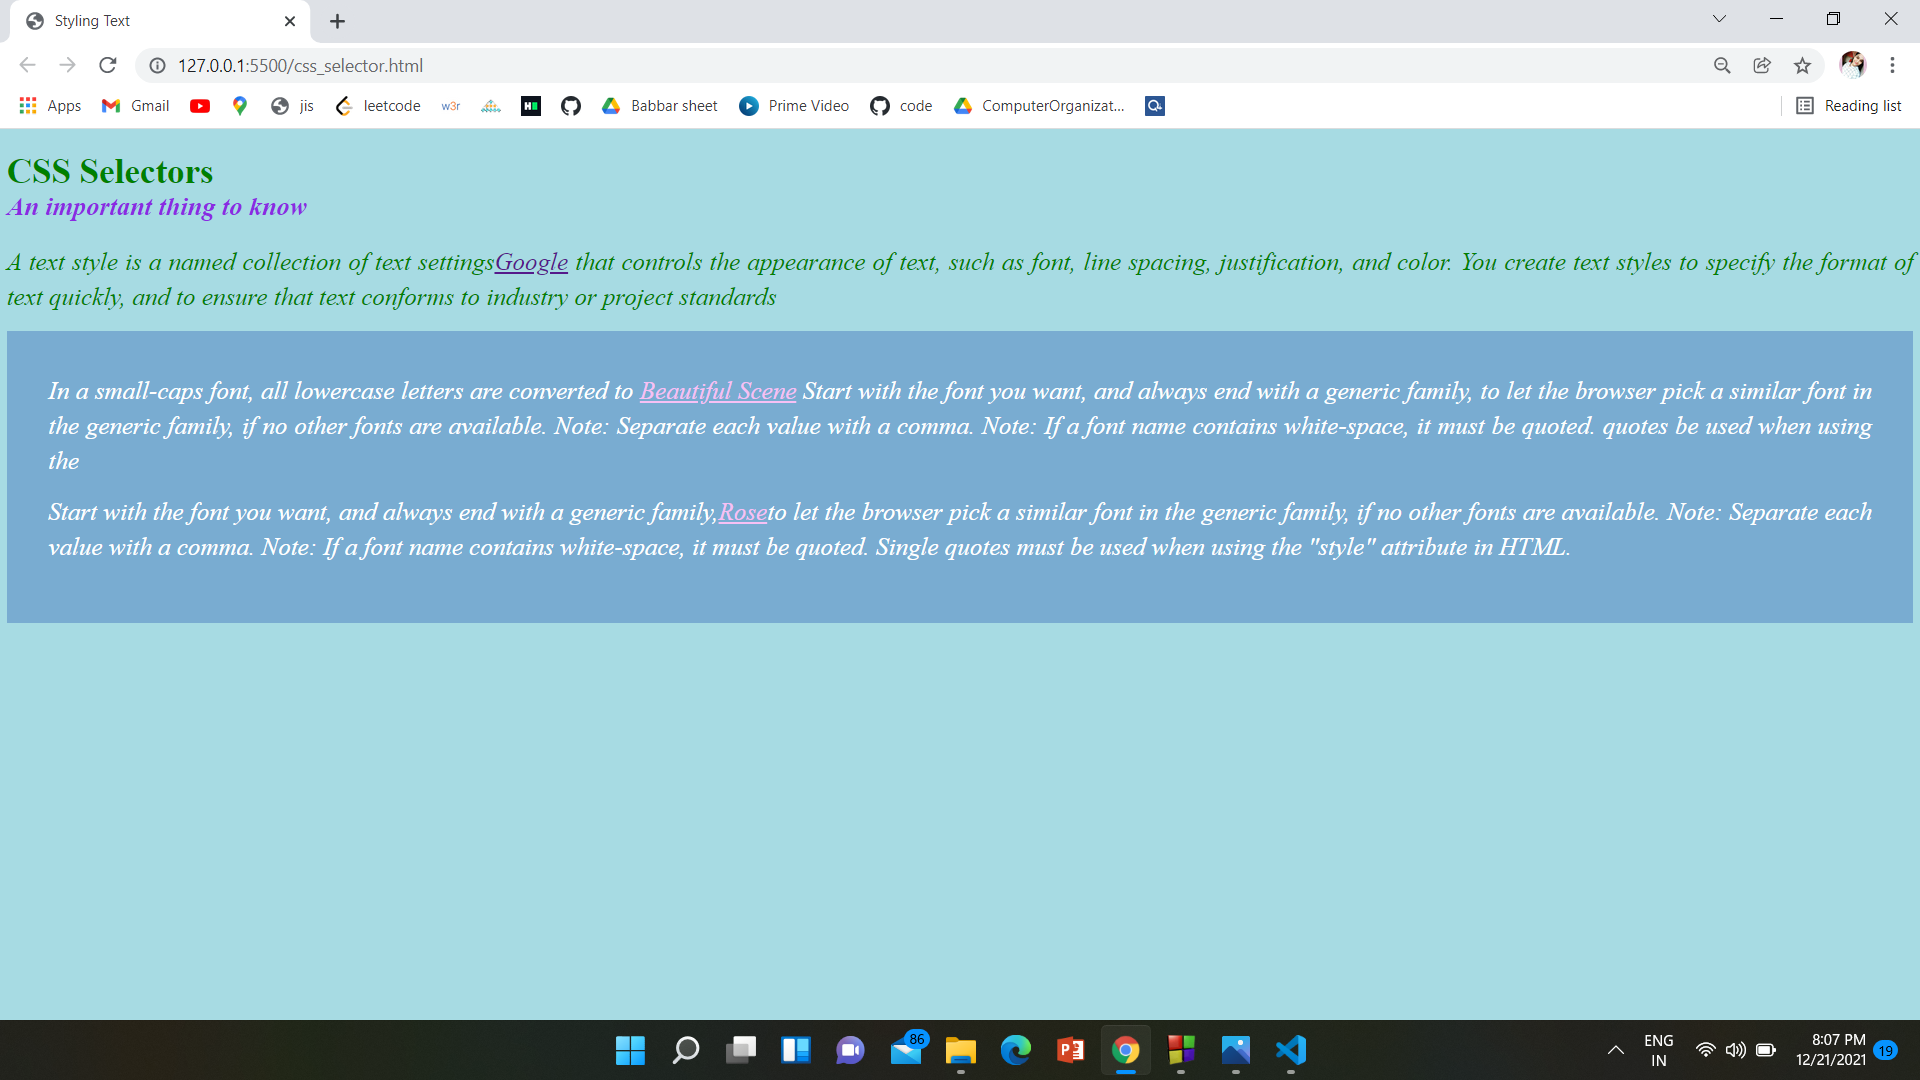 Styling Text
127.0.0.1:5500/css_selector.html
Apps Gmail jis leetcode w3r Babbar sheet Prime Video code ComputerOrganizat... Reading list
CSS Selectors
An important thing to know
A text style is a named collection of text settingsGoogle that controls the appearance of text, such as font, line spacing, justification, and color. You create text styles to specify the format of
text quickly, and to ensure that text conforms to industry or project standards
In a small-caps font, all lowercase letters are converted to Beautiful Scene Start with the font you want, and always end with a generic family, to let the browser pick a similar font in
the generic family, if no other fonts are available. Note: Separate each value with a comma. Note: If a font name contains white-space, it must be quoted. quotes be used when using
the
Start with the font you want, and always end with a generic family,Roseto let the browser pick a similar font in the generic family, if no other fonts are available. Note: Separate each
value with a comma. Note: If a font name contains white-space, it must be quoted. Single quotes must be used when using the "style" attribute in HTML.
86
ENG 8:07 PM
IN 12/21/2021 19